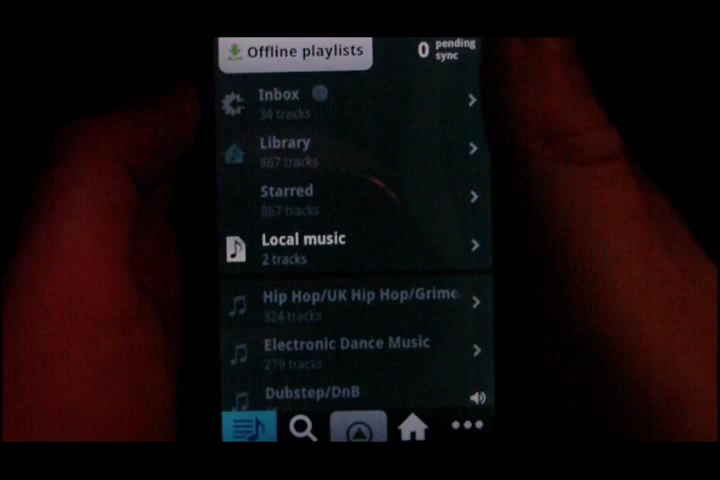 Offline playlists
0 pending
sync
Inbox
34 tracks
Library
867 tracks
Starred
867 tracks
Local music
2 tracks
Hip Hop/UK Hip Hop/Grime
324 tracks
Electronic Dance Music
279 tracks
Dubstep/DnB